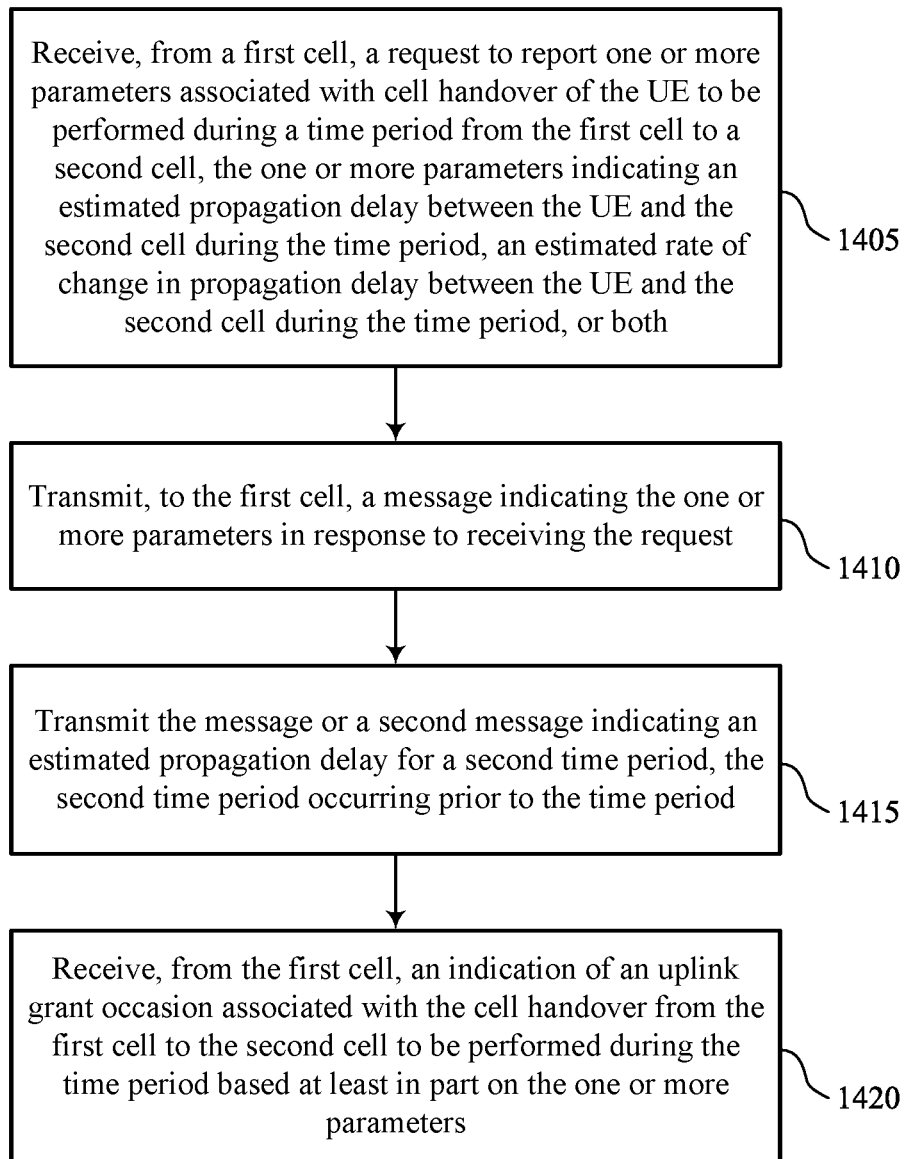 Receive, from a first cell, a request to report one or more
parameters associated with cell handover of the UE to be
performed during a time period from the first cell to a
second cell, the one or more parameters indicating an
estimated propagation delay between the UE and the
second cell during the time period, an estimated rate of
change in propagation delay between the UE and the
second cell during the time period, or both
1405
Transmit, to the first cell, a message indicating the one or
more parameters in response to receiving the request
1410
Transmit the message or a second message indicating an
estimated propagation delay for a second time period, the
second time period occurring prior to the time period
1415
Receive, from the first cell, an indication of an uplink
grant occasion associated with the cell handover from the
first cell to the second cell to be performed during the
time period based at least in part on the one or more
parameters
1420